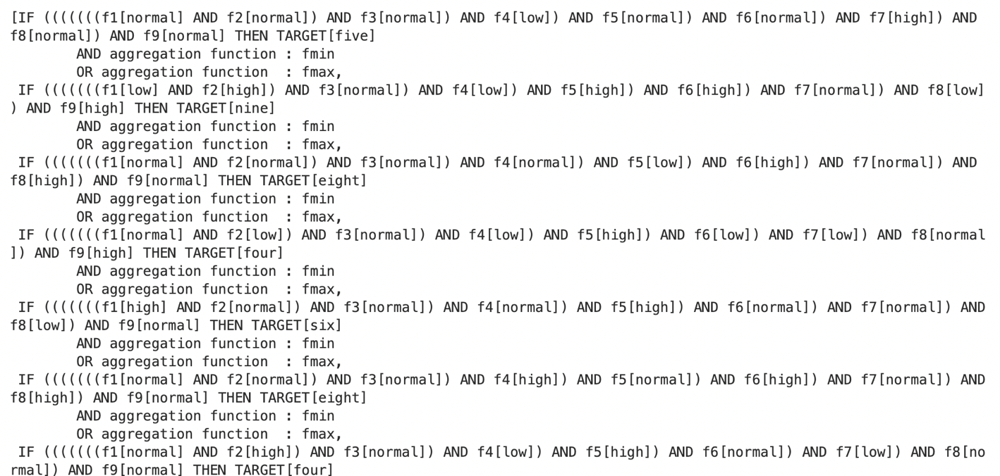 [IF (((((((f1[normal] AND f2[normal]) AND f3[normal]) AND f4[low]) AND f5[normal]) AND f6[normal]) AND f7[high]) AND
f8[normal]) AND f9[normal] THEN TARGET[five]
        AND aggregation function : fmin
        OR aggregation function  : fmax,
 IF (((((((f1[low] AND f2[high]) AND f3[normal]) AND f4[low]) AND f5[high]) AND f6[high]) AND f7[normal]) AND f8[low]
) AND f9[high] THEN TARGET[nine]
        AND aggregation function : fmin
        OR aggregation function  : fmax,
 IF (((((((f1[normal] AND f2[normal]) AND f3[normal]) AND f4[normal]) AND f5[low]) AND f6[high]) AND f7[normal]) AND
f8[high]) AND f9[normal] THEN TARGET[eight]
        AND aggregation function : fmin
        OR aggregation function  : fmax,
 IF (((((((f1[normal] AND f2[low]) AND f3[normal]) AND f4[low]) AND f5[high]) AND f6[low]) AND f7[low]) AND f8[normal
]) AND f9[high] THEN TARGET[four]
        AND aggregation function : fmin
        OR aggregation function  : fmax,
 IF (((((((f1[high] AND f2[normal]) AND f3[normal]) AND f4[normal]) AND f5[high]) AND f6[normal]) AND f7[normal]) AND
f8[low]) AND f9[normal] THEN TARGET[six]
        AND aggregation function : fmin
        OR aggregation function  : fmax,
 IF (((((((f1[normal] AND f2[normal]) AND f3[normal]) AND f4[high]) AND f5[normal]) AND f6[high]) AND f7[normal]) AND
f8[high]) AND f9[normal] THEN TARGET[eight]
        AND aggregation function : fmin
        OR aggregation function  : fmax,
 IF (((((((f1[normal] AND f2[high]) AND f3[normal]) AND f4[low]) AND f5[high]) AND f6[normal]) AND f7[low]) AND f8[no
rmal]) AND f9[normal] THEN TARGET[four]